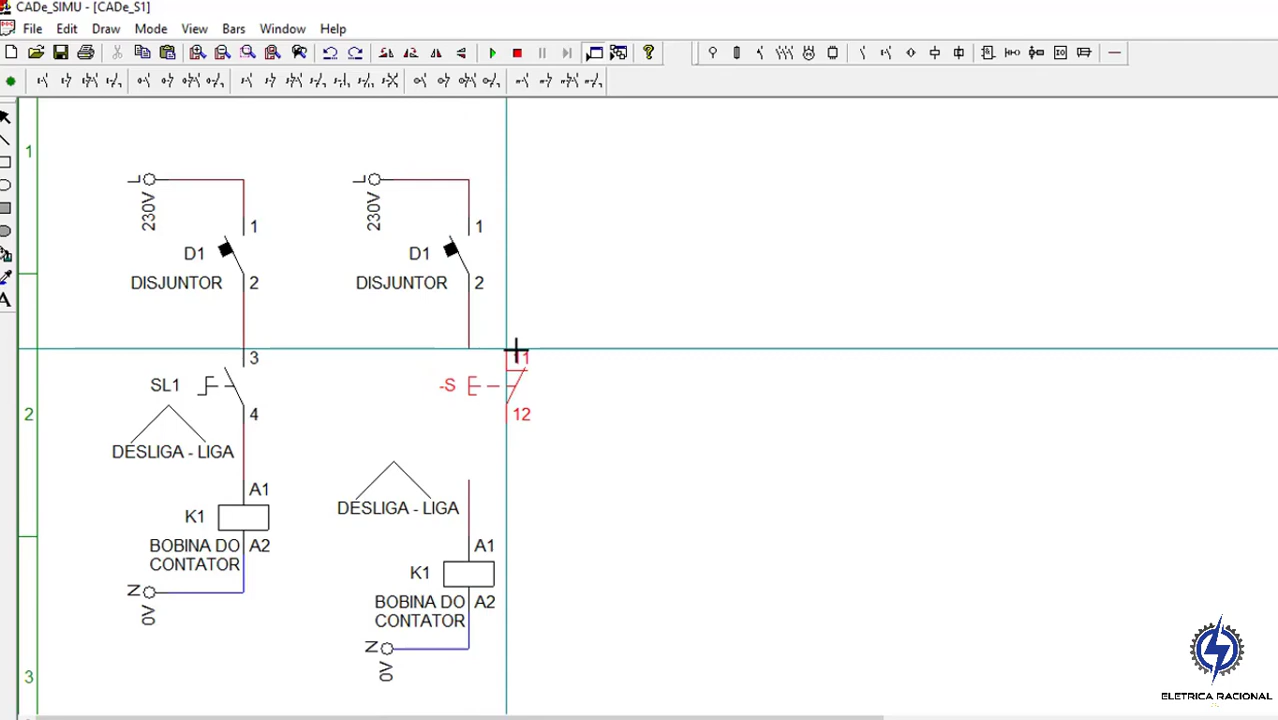 CADe_SIMU - [CADe_S1]
File Edit Draw Mode View Bars Window Help
1
L
230V
1
D1
DISJUNTOR
2
L
230V
1
D1
DISJUNTOR
2
3
SL1
4
DESLIGA - LIGA
A1
K1
BOBINA DO
CONTATOR
A2
N
0V
11
-S
12
DESLIGA - LIGA
A1
K1
BOBINA DO
CONTATOR
A2
N
0V
2
3
A
ELETRICA RACIONAL